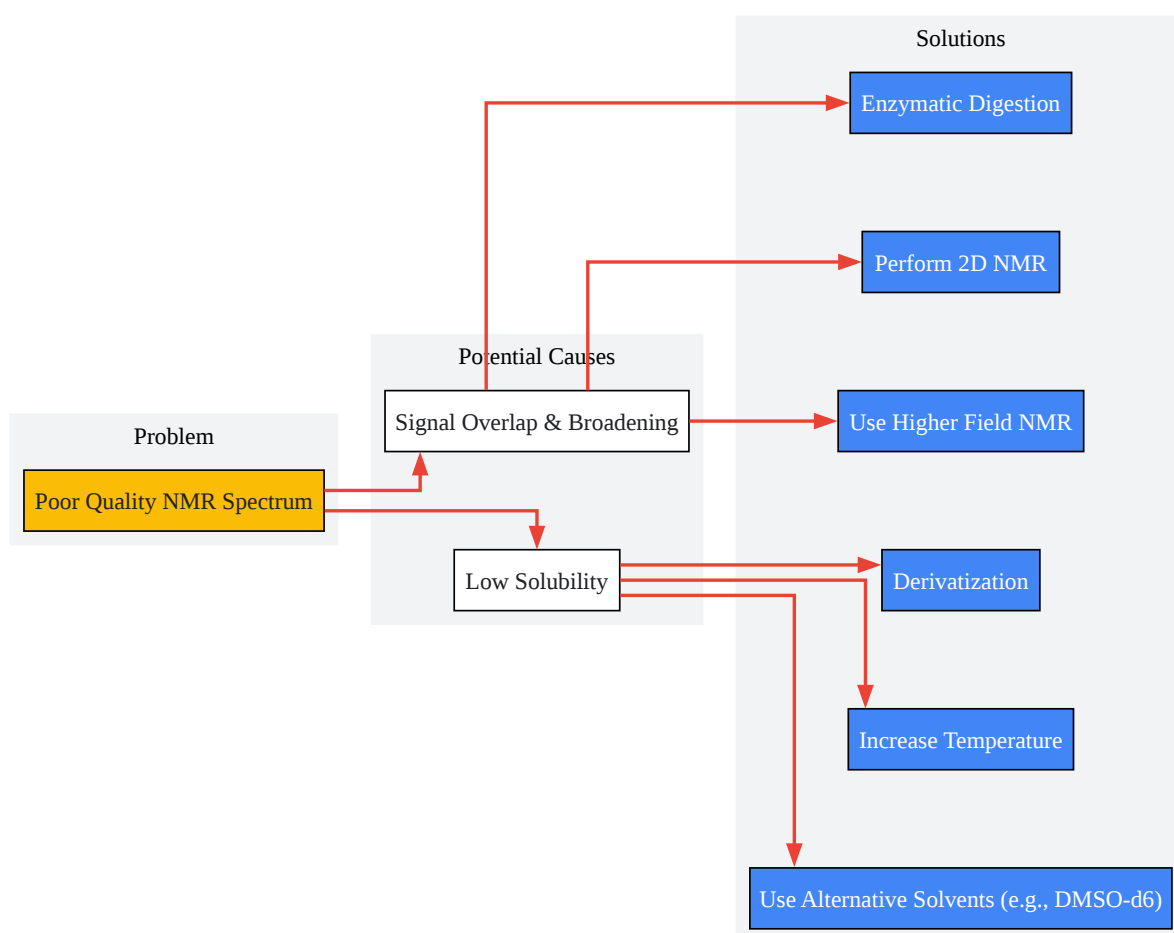 Solutions
Enzymatic Digestion
Perform 2D NMR
Potential Causes
Signal Overlap & Broadening
Use Higher Field NMR
Problem
Poor Quality NMR Spectrum
Low Solubility
Derivatization
Increase Temperature
Use Alternative Solvents (e.g., DMSO-d6)